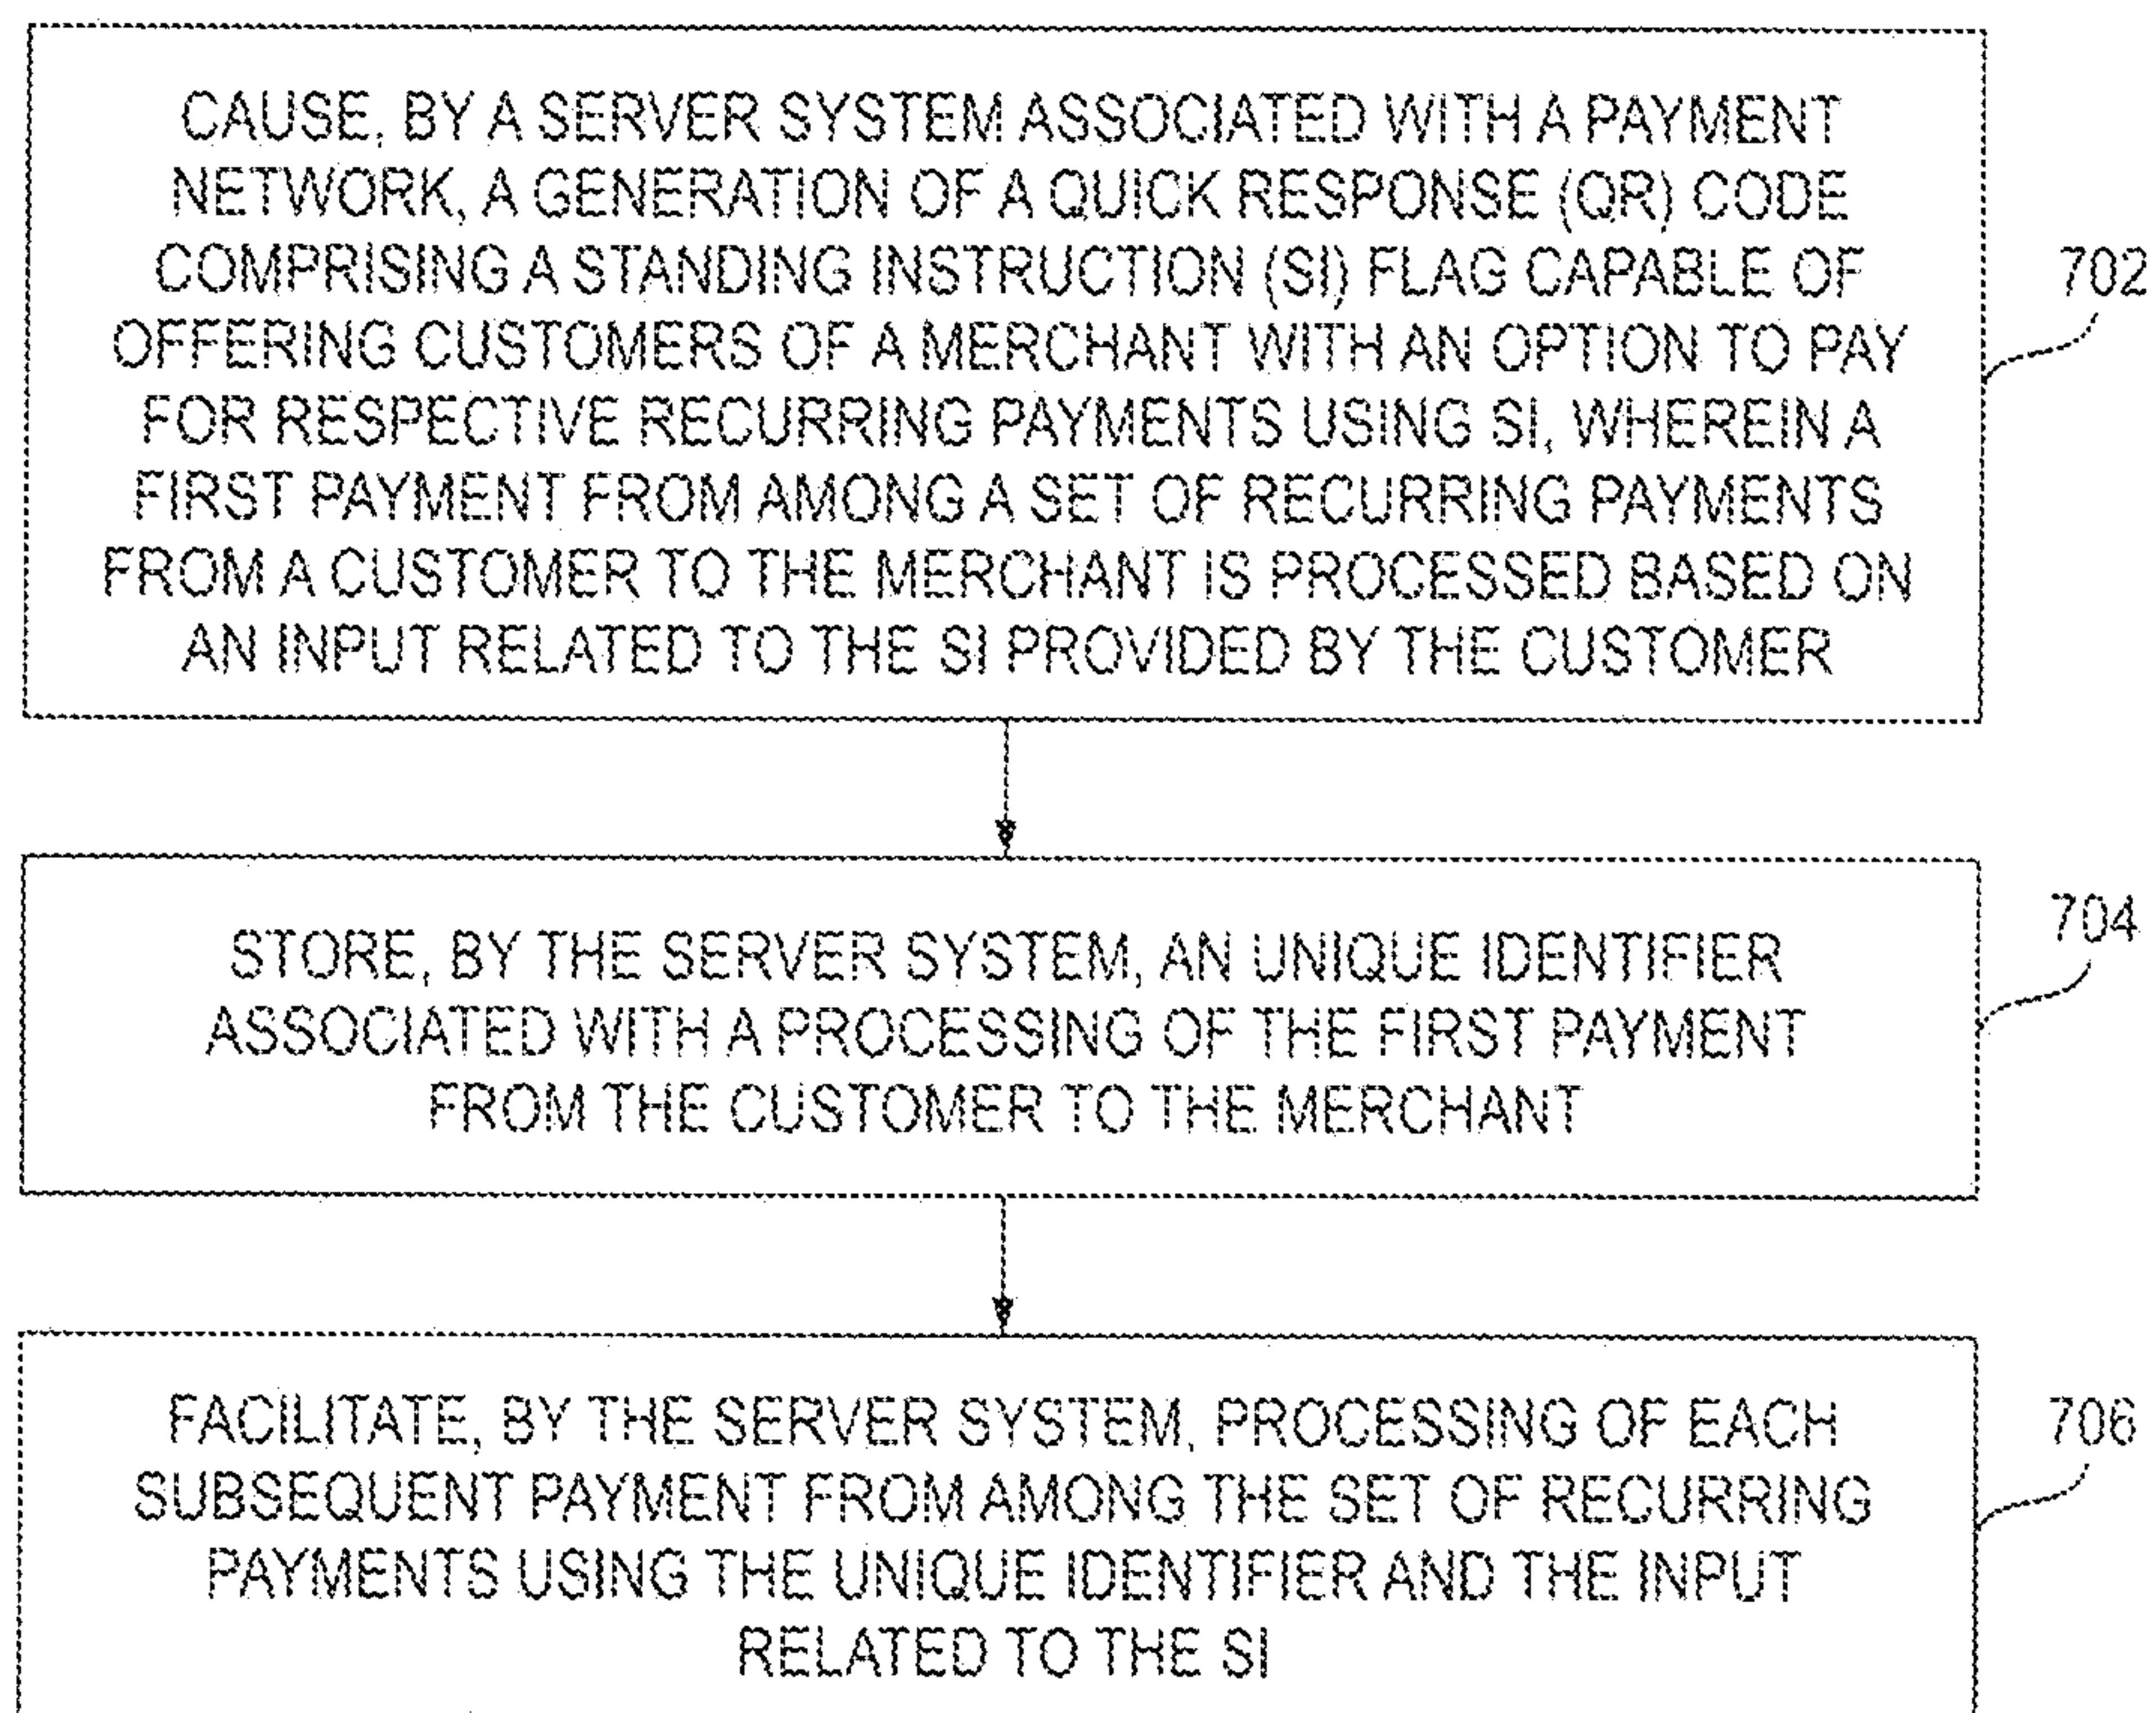 CAUSE, BY A SERVER SYSTEM ASSOCIATED WITH A PAYMENT
NETWORK, A GENERATION OF A QUICK RESPONSE (QR) CODE
COMPRISING A STANDING INSTRUCTION (SI) FLAG CAPABLE OF
OFFERING CUSTOMERS OF A MERCHANT WITH AN OPTION TO PAY
FOR RESPECTIVE RECURRING PAYMENTS USING SI, WHEREIN A
FIRST PAYMENT FROM AMONG A SET OF RECURRING PAYMENTS
FROM A CUSTOMER TO THE MERCHANT IS PROCESSED BASED ON
AN INPUT RELATED TO THE SI PROVIDED BY THE CUSTOMER
702
STORE, BY THE SERVER SYSTEM, AN UNIQUE IDENTIFIER
ASSOCIATED WITH A PROCESSING OF THE FIRST PAYMENT
FROM THE CUSTOMER TO THE MERCHANT
704
FACILITATE, BY THE SERVER SYSTEM, PROCESSING OF EACH
SUBSEQUENT PAYMENT FROM AMONG THE SET OF RECURRING
PAYMENTS USING THE UNIQUE IDENTIFIER AND THE INPUT
RELATED TO THE SI
706